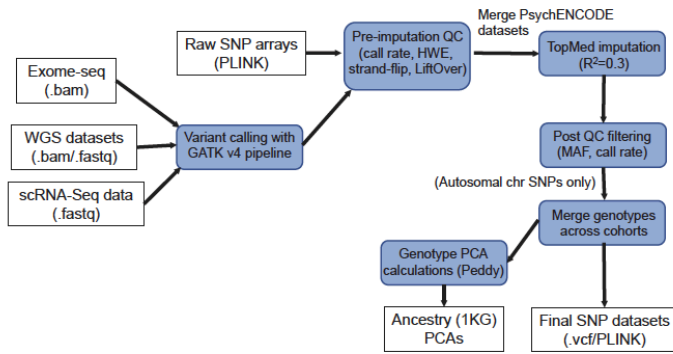 Raw SNP arrays
(PLINK)
Pre-imputation QC
(call rate, HWE,
strand-flip, LiftOver)
Merge PsychENCODE
datasets
TopMed imputation
(R²=0.3)
Exome-seq
(.bam)
WGS datasets
(.bam/.fastq)
scRNA-Seq data
(.fastq)
Variant calling with
GATK v4 pipeline
Post QC filtering
(MAF, call rate)
(Autosomal chr SNPs only)
Merge genotypes
across cohorts
Genotype PCA
calculations (Peddy)
Ancestry (1KG)
PCAs
Final SNP datasets
(.vcf/PLINK)